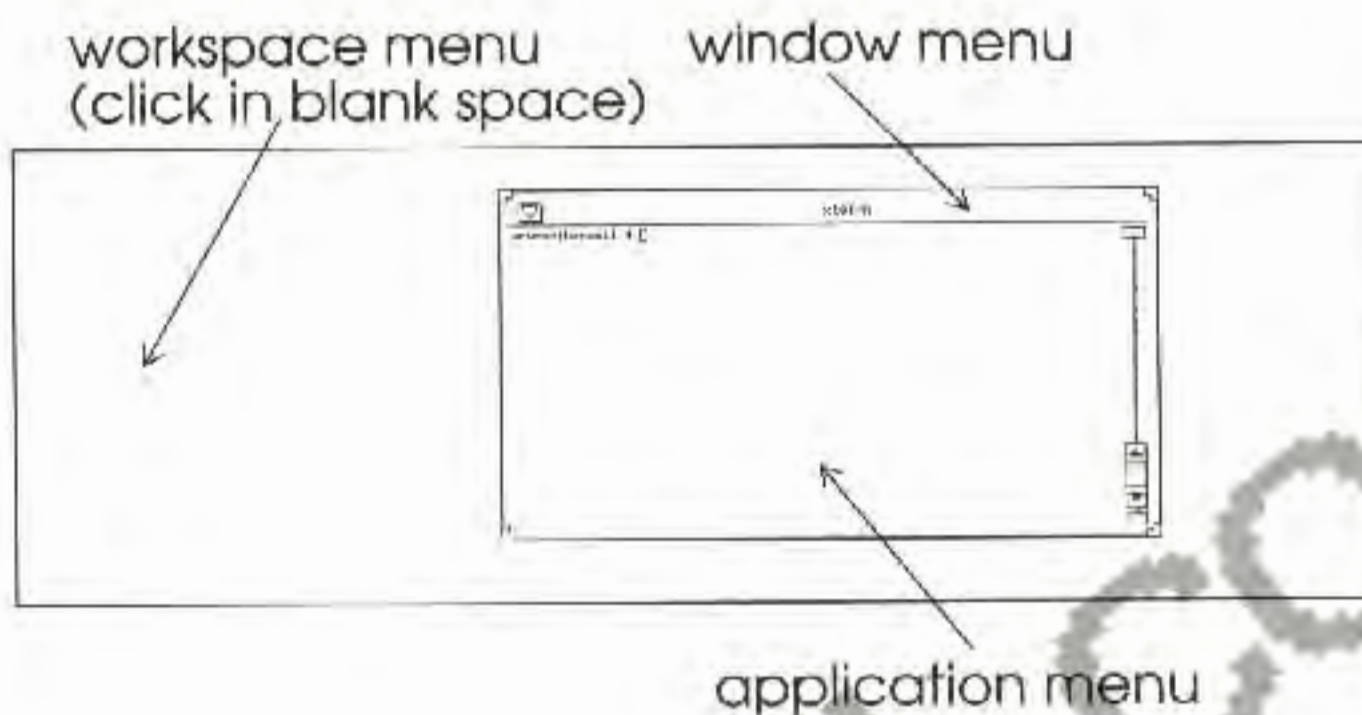 workspace menu
(click in blank space)
window menu
xterm
application menu